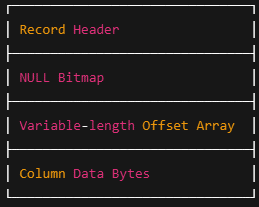 Record Header
NULL Bitmap
Variable-length Offset Array
Column Data Bytes